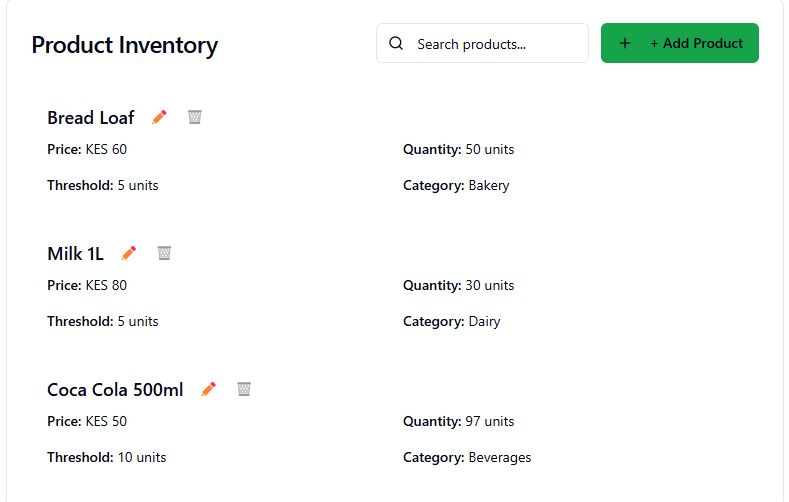 Product Inventory
Search products...
+ Add Product
Bread Loaf
Price: KES 60
Quantity: 50 units
Threshold: 5 units
Category: Bakery
Milk 1L
Price: KES 80
Quantity: 30 units
Threshold: 5 units
Category: Dairy
Coca Cola 500ml
Price: KES 50
Quantity: 97 units
Threshold: 10 units
Category: Beverages